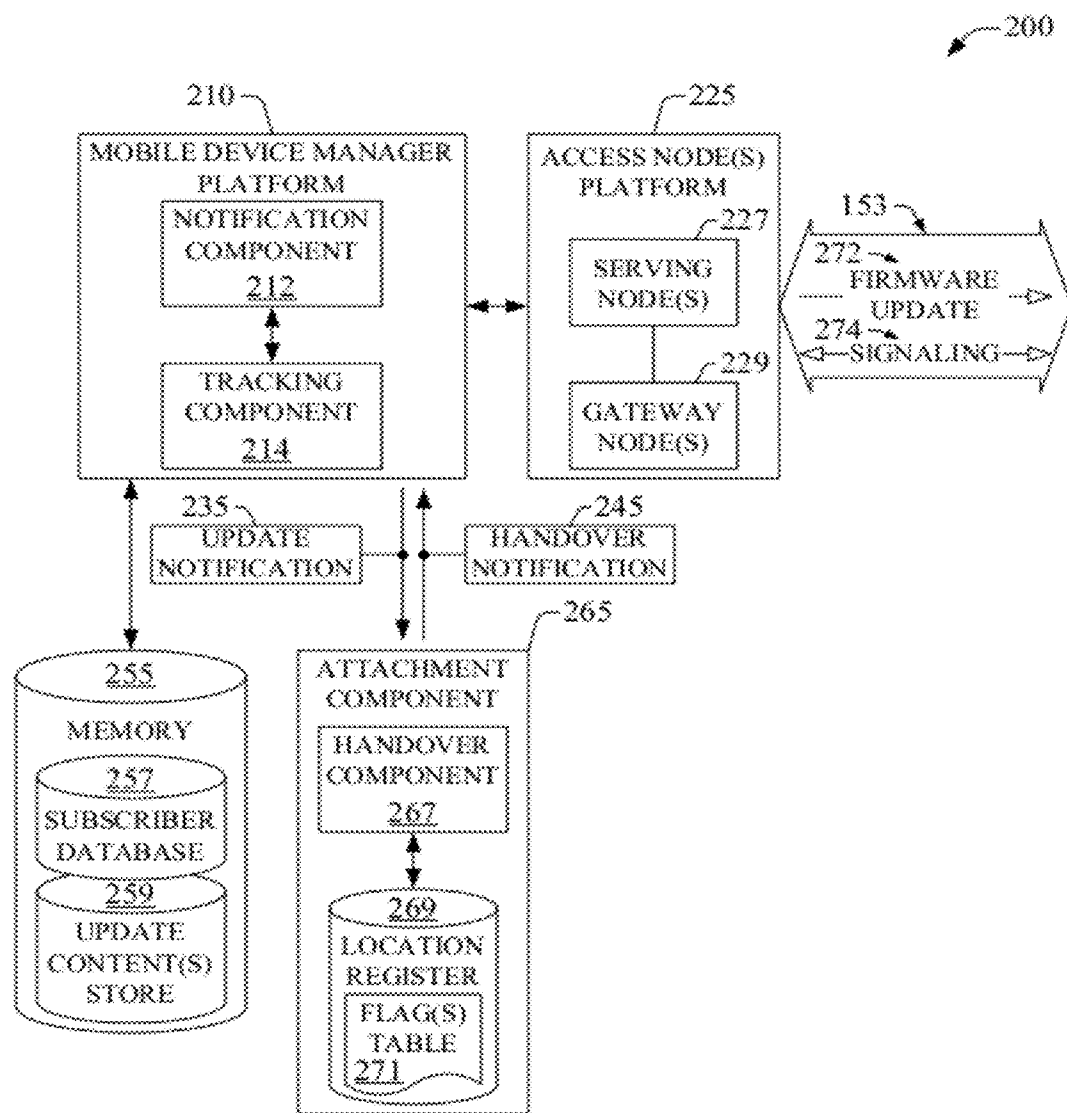 200
210
MOBILE DEVICE MANAGER
PLATFORM
NOTIFICATION
COMPONENT
212
TRACKING
COMPONENT
214
225
ACCESS NODE(S)
PLATFORM
227
SERVING
NODE(S)
229
GATEWAY
NODE(S)
153
272
FIRMWARE
UPDATE
274
SIGNALING
235
UPDATE
NOTIFICATION
245
HANDOVER
NOTIFICATION
255
MEMORY
257
SUBSCRIBER
DATABASE
259
UPDATE
CONTENT(S)
STORE
265
ATTACHMENT
COMPONENT
HANDOVER
COMPONENT
267
269
LOCATION
REGISTER
FLAG(S)
TABLE
271